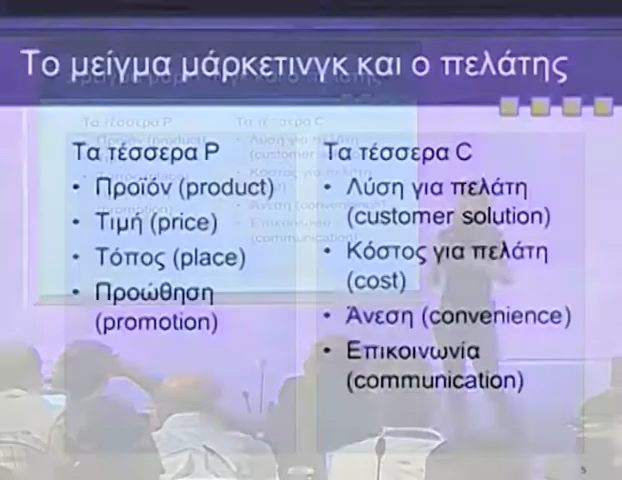 Το μείγμα μάρκετινγκ και ο πελάτης
Τα τέσσερα P
• Προϊόν (product)
• Τιμή (price)
• Τόπος (place)
• Προώθηση
(promotion)
Τα τέσσερα C
• Λύση για πελάτη
(customer solution)
• Κόστος για πελάτη
(cost)
• Άνεση (convenience)
• Επικοινωνία
(communication)
5